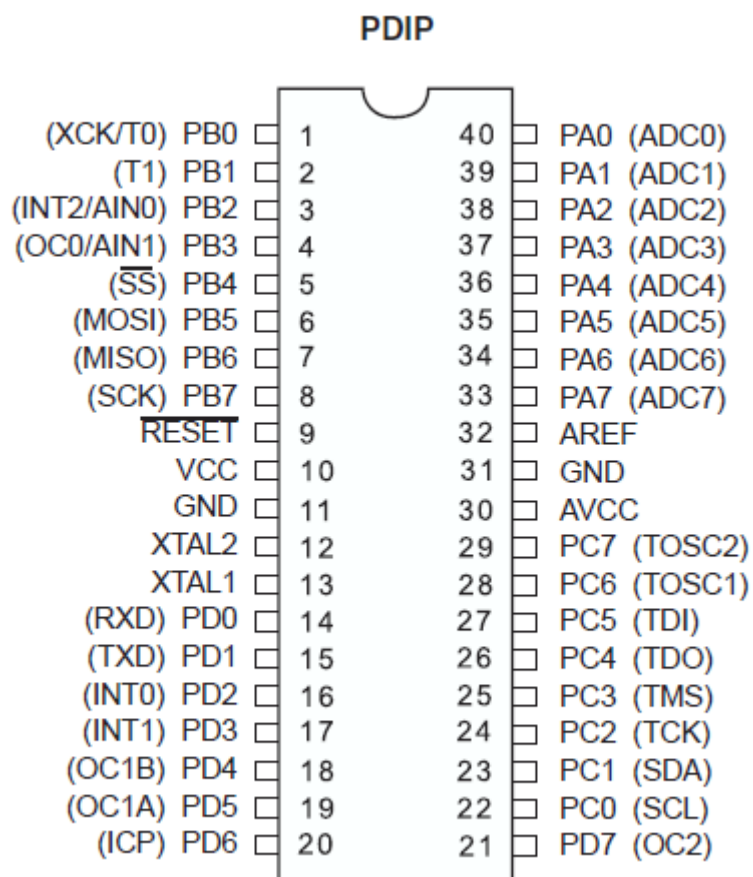 PDIP
(XCK/T0) PB0 1 40 PA0 (ADC0)
(T1) PB1 2 39 PA1 (ADC1)
(INT2/AIN0) PB2 3 38 PA2 (ADC2)
(OC0/AIN1) PB3 4 37 PA3 (ADC3)
(S̅S̅) PB4 5 36 PA4 (ADC4)
(MOSI) PB5 6 35 PA5 (ADC5)
(MISO) PB6 7 34 PA6 (ADC6)
(SCK) PB7 8 33 PA7 (ADC7)
R̅E̅S̅E̅T̅ 9 32 AREF
VCC 10 31 GND
GND 11 30 AVCC
XTAL2 12 29 PC7 (TOSC2)
XTAL1 13 28 PC6 (TOSC1)
(RXD) PD0 14 27 PC5 (TDI)
(TXD) PD1 15 26 PC4 (TDO)
(INT0) PD2 16 25 PC3 (TMS)
(INT1) PD3 17 24 PC2 (TCK)
(OC1B) PD4 18 23 PC1 (SDA)
(OC1A) PD5 19 22 PC0 (SCL)
(ICP) PD6 20 21 PD7 (OC2)